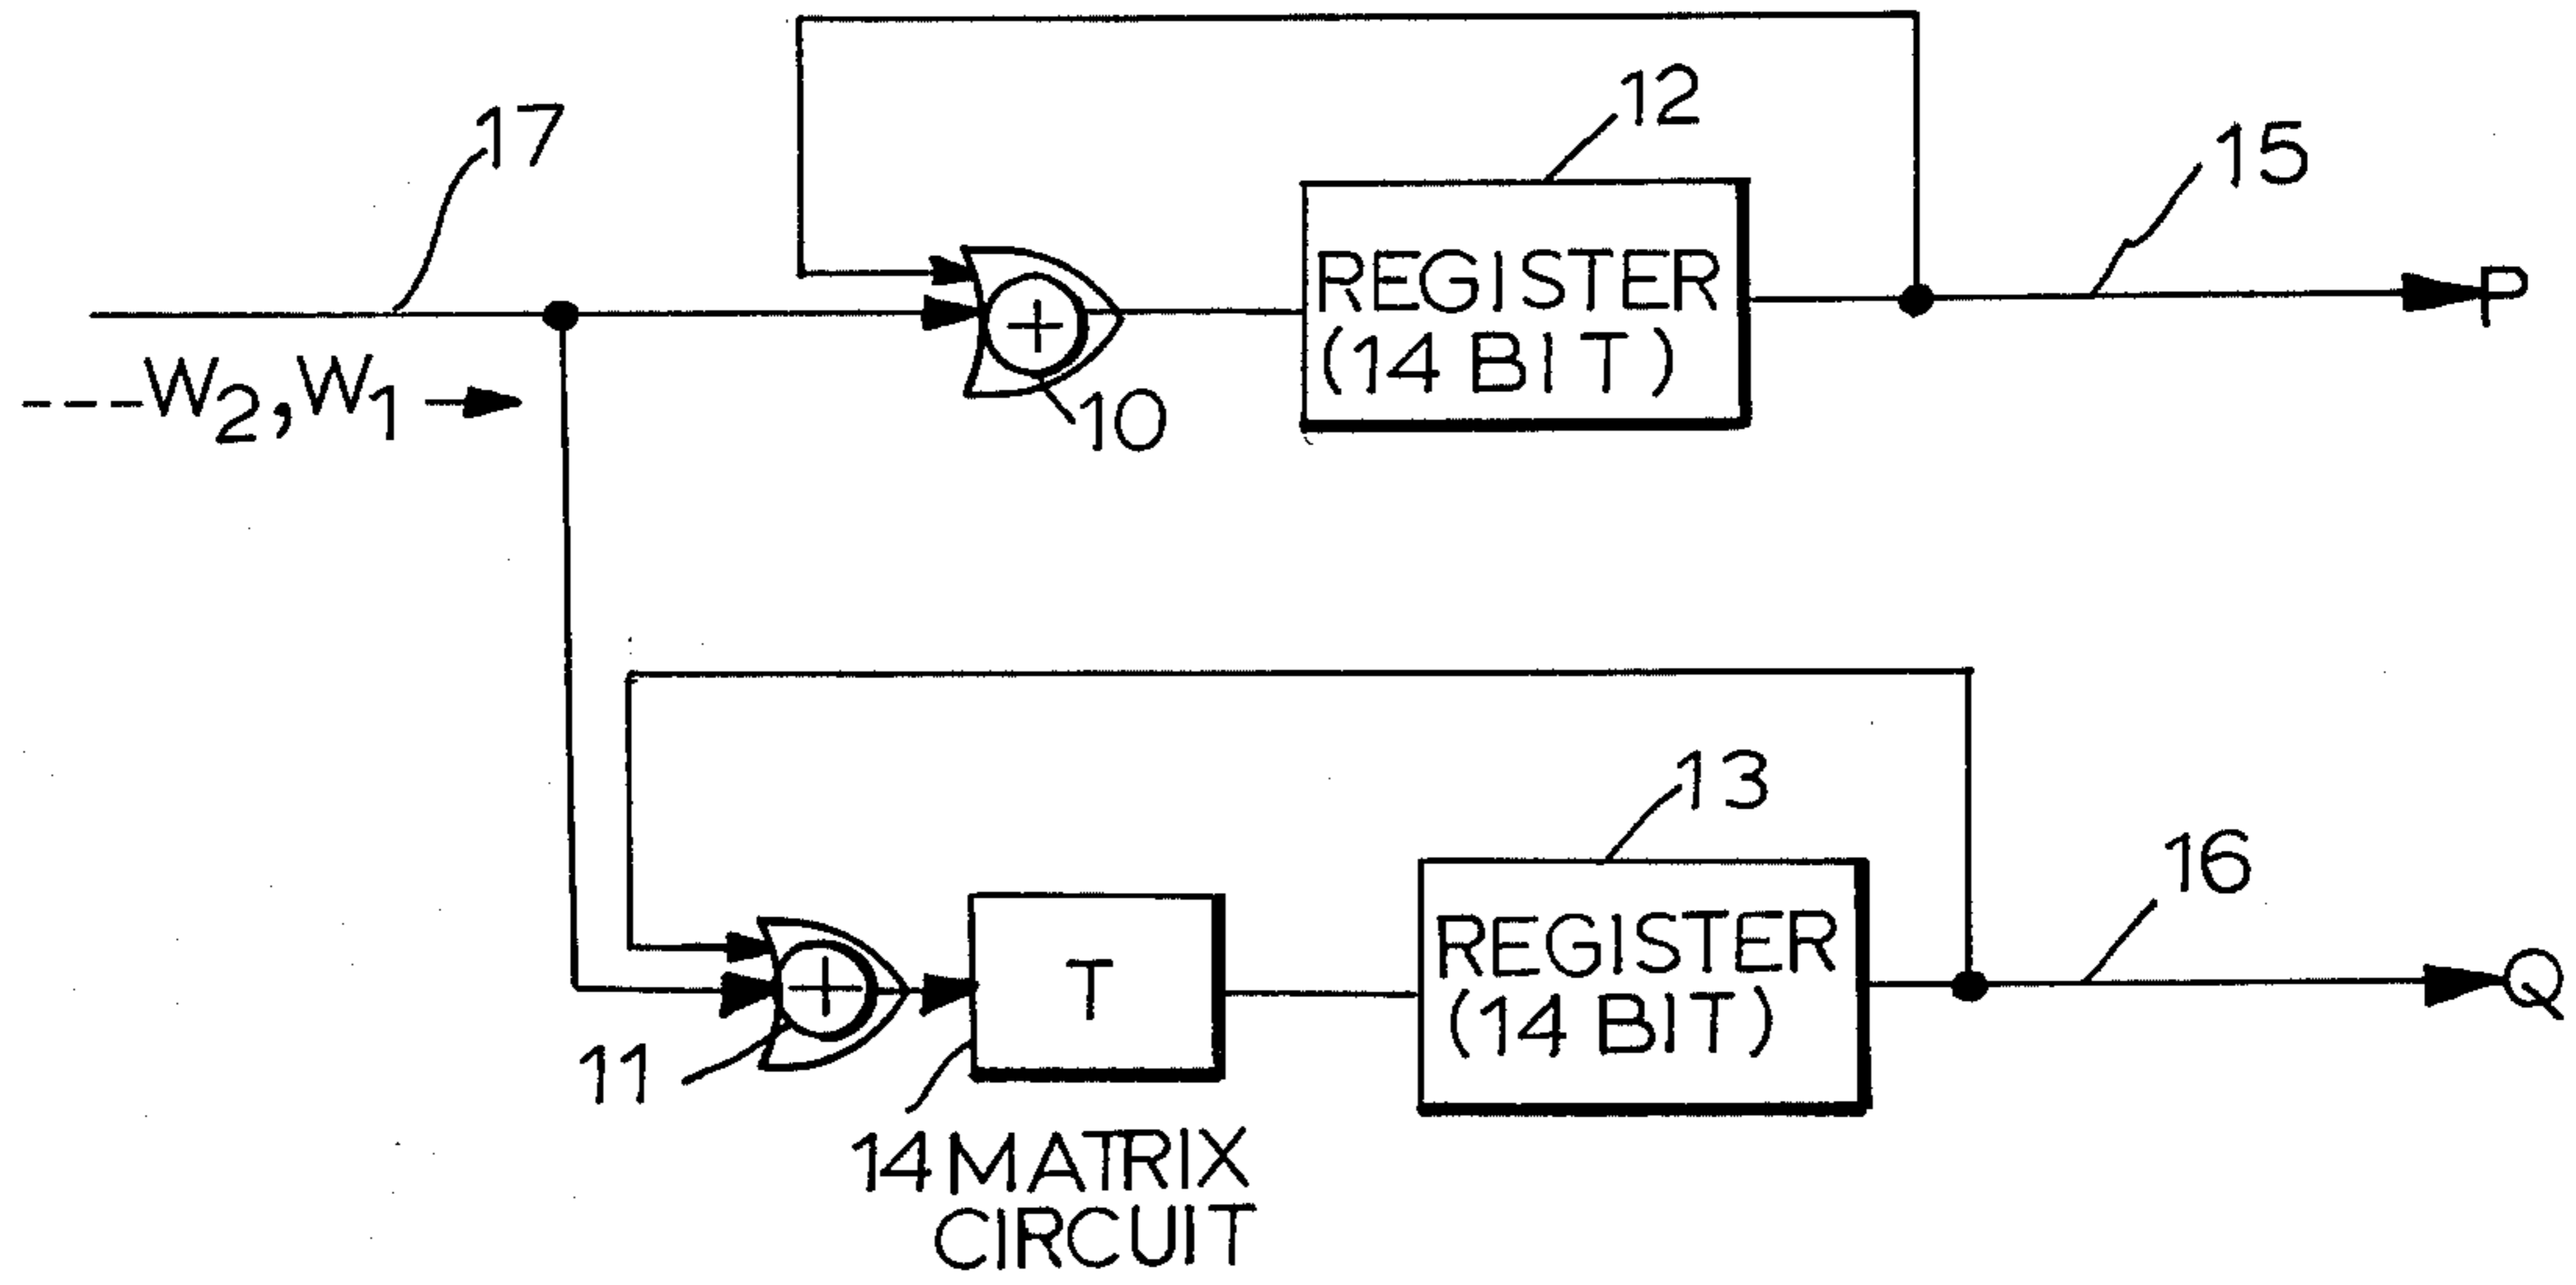 17
12
15
REGISTER
(14 BIT)
P
---W2,W1
10
13
16
REGISTER
(14 BIT)
T
Q
11
14 MATRIX
CIRCUIT